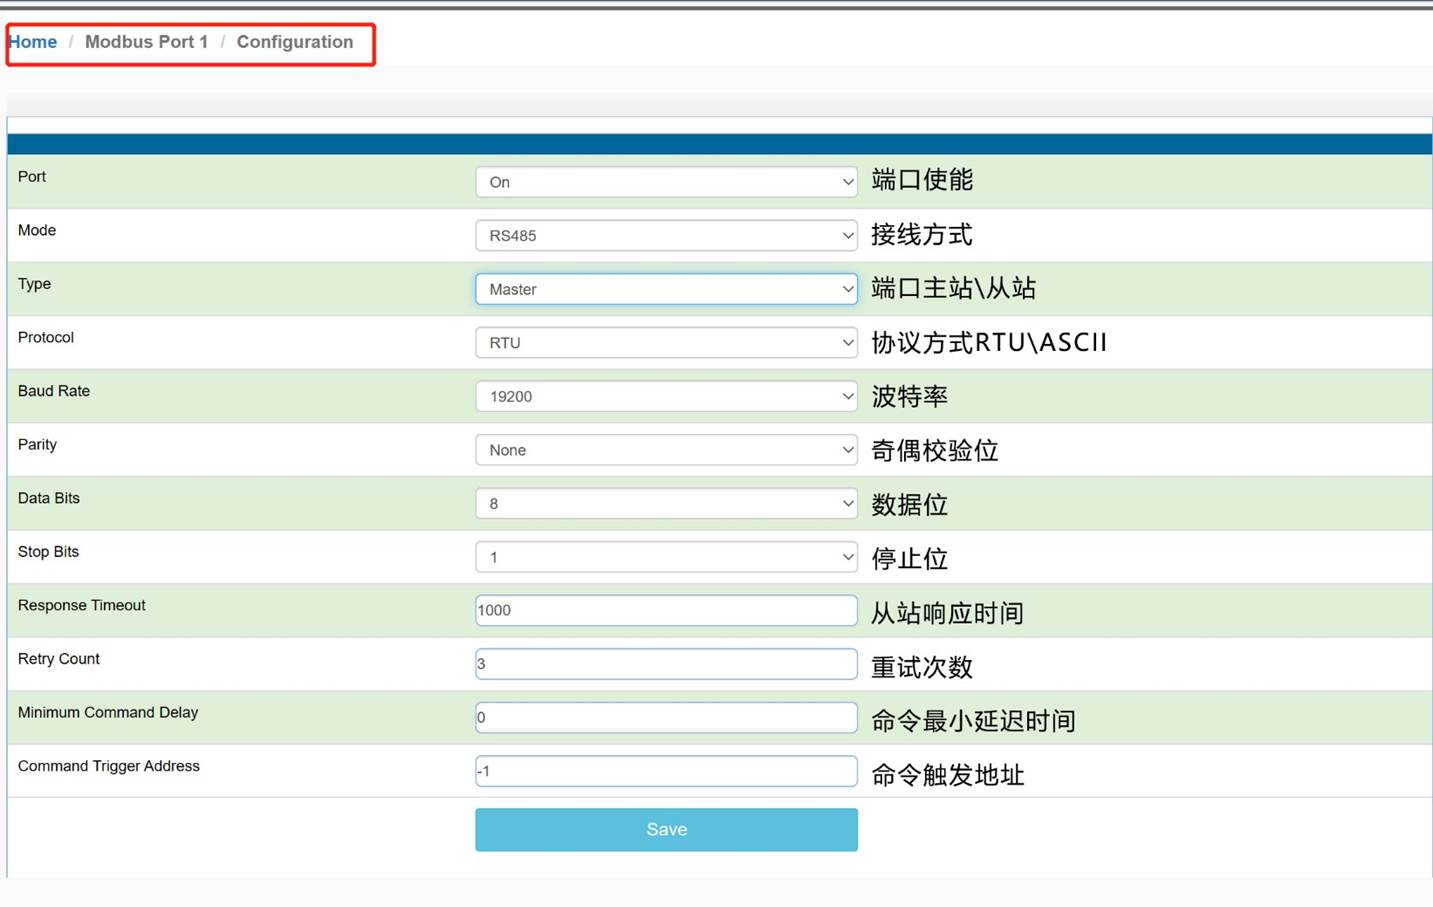 Home / Modbus Port 1 / Configuration
Port On 端口使能
Mode RS485 接线方式
Type Master 端口主站\从站
Protocol RTU 协议方式RTU\ASCII
Baud Rate 19200 波特率
Parity None 奇偶校验位
Data Bits 8 数据位
Stop Bits 1 停止位
Response Timeout 1000 从站响应时间
Retry Count 3 重试次数
Minimum Command Delay 0 命令最小延迟时间
Command Trigger Address -1 命令触发地址
Save